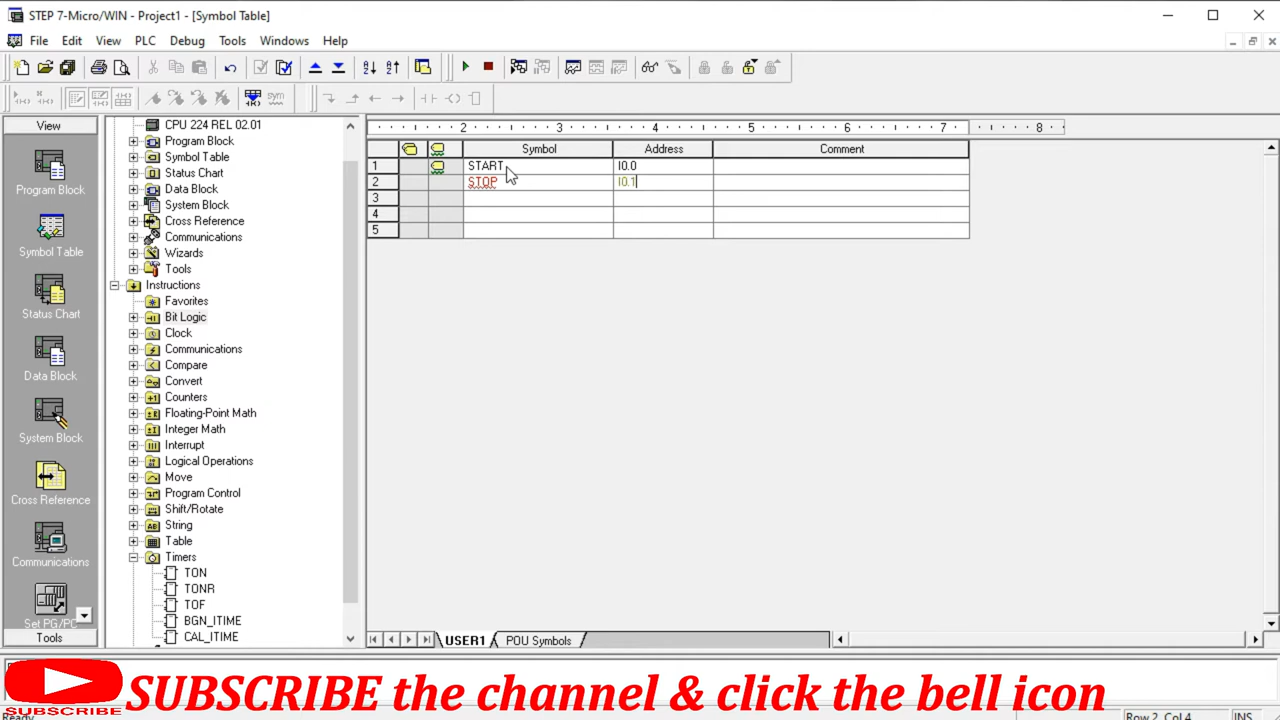 STEP 7-Micro/WIN - Project1 - [Symbol Table]
File Edit View PLC Debug Tools Windows Help
View
Program Block
Symbol Table
Status Chart
Data Block
System Block
Cross Reference
Communications
Set PG/PC
Tools
CPU 224 REL 02.01
Program Block
Symbol Table
Status Chart
Data Block
System Block
Cross Reference
Communications
Wizards
Tools
Instructions
Favorites
Bit Logic
Clock
Communications
Compare
Convert
Counters
Floating-Point Math
Integer Math
Interrupt
Logical Operations
Move
Program Control
Shift/Rotate
String
Table
Timers
TON
TONR
TOF
BGN_ITIME
CAL_ITIME
2 3 4 5 6 7 8
Symbol Address Comment
1 START I0.0
2 STOP I0.1
3
4
5
USER1 POU Symbols
SUBSCRIBE
SUBSCRIBE the channel & click the bell icon
Ready
Row 2, Col 4 INS